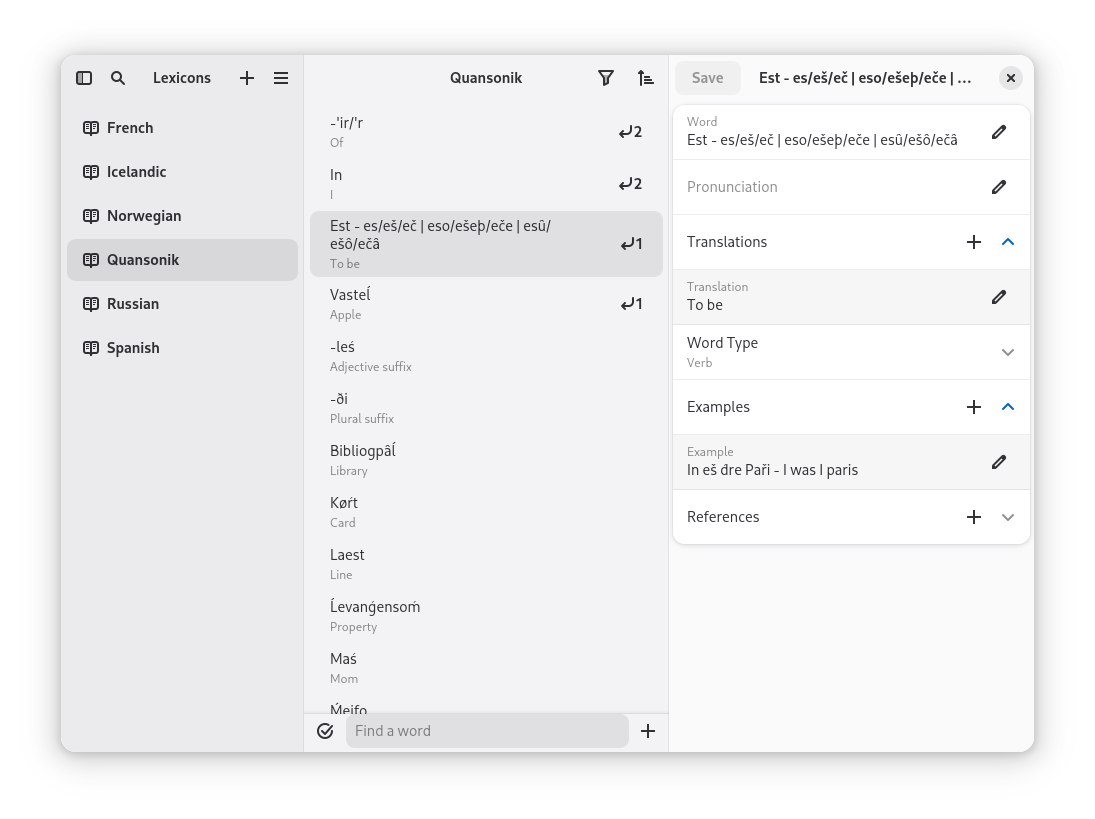 Lexicons
French
Icelandic
Norwegian
Quansonik
Russian
Spanish
Quansonik
-'ir/'r
Of
2
In
I
2
Est - es/eš/eč | eso/ešeþ/eče | esû/
ešô/ečâ
To be
1
Vasteĺ
Apple
1
-leś
Adjective suffix
-ði
Plural suffix
Bibliogpâĺ
Library
Køŕt
Card
Laest
Line
Ĺevanǵensoḿ
Property
Maś
Mom
Ḿeifo
Find a word
Save
Est - es/eš/eč | eso/ešeþ/eče | ...
Word
Est - es/eš/eč | eso/ešeþ/eče | esû/ešô/ečâ
Pronunciation
Translations
Translation
To be
Word Type
Verb
Examples
Example
In eš dre Paři - I was I paris
References